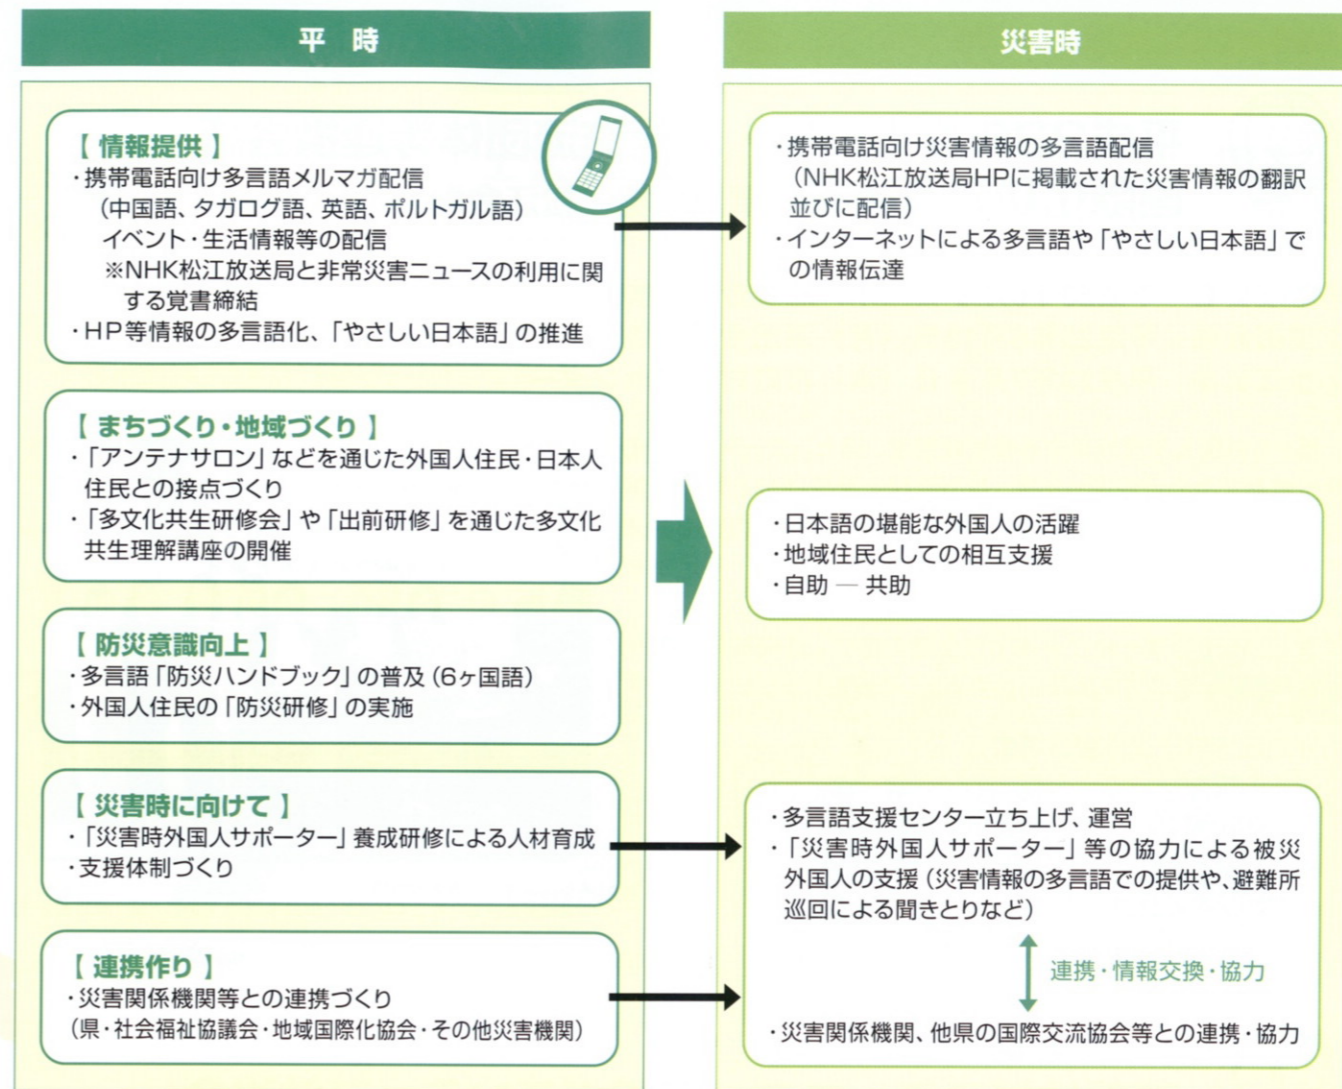 平 時
【 情報提供 】
・携帯電話向け多言語メルマガ配信
（中国語、タガログ語、英語、ポルトガル語）
イベント・生活情報等の配信
※NHK松江放送局と非常災害ニュースの利用に関
する覚書締結
・HP等情報の多言語化、「やさしい日本語」の推進
【 まちづくり・地域づくり 】
・「アンテナサロン」などを通じた外国人住民・日本人
住民との接点づくり
・「多文化共生研修会」や「出前研修」を通じた多文化
共生理解講座の開催
【 防災意識向上 】
・多言語「防災ハンドブック」の普及（6ヶ国語）
・外国人住民の「防災研修」の実施
【 災害時に向けて 】
・「災害時外国人サポーター」養成研修による人材育成
・支援体制づくり
【 連携作り 】
・災害関係機関等との連携づくり
（県・社会福祉協議会・地域国際化協会・その他災害機関）
災害時
・携帯電話向け災害情報の多言語配信
（NHK松江放送局HPに掲載された災害情報の翻訳
並びに配信）
・インターネットによる多言語や「やさしい日本語」で
の情報伝達
・日本語の堪能な外国人の活躍
・地域住民としての相互支援
・自助 ― 共助
・多言語支援センター立ち上げ、運営
・「災害時外国人サポーター」等の協力による被災
外国人の支援（災害情報の多言語での提供や、避難所
巡回による聞きとりなど）
連携・情報交換・協力
・災害関係機関、他県の国際交流協会等との連携・協力